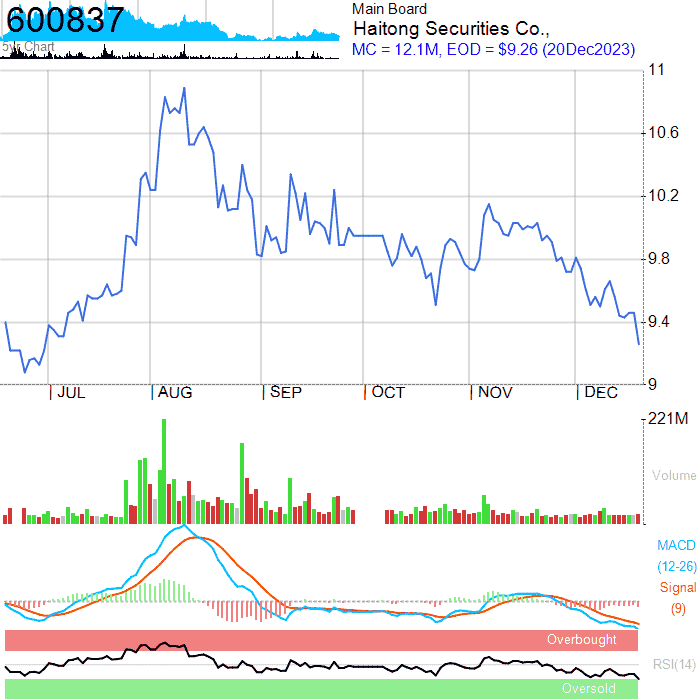 600837
5yr Chart
Main Board
Haitong Securities Co.,
MC = 12.1M, EOD = $9.26 (20Dec2023)
11
10.6
10.2
9.8
9.4
9
JUL AUG SEP OCT NOV DEC
221M
Volume
MACD
(12-26)
Signal
(9)
Overbought
RSI(14)
Oversold